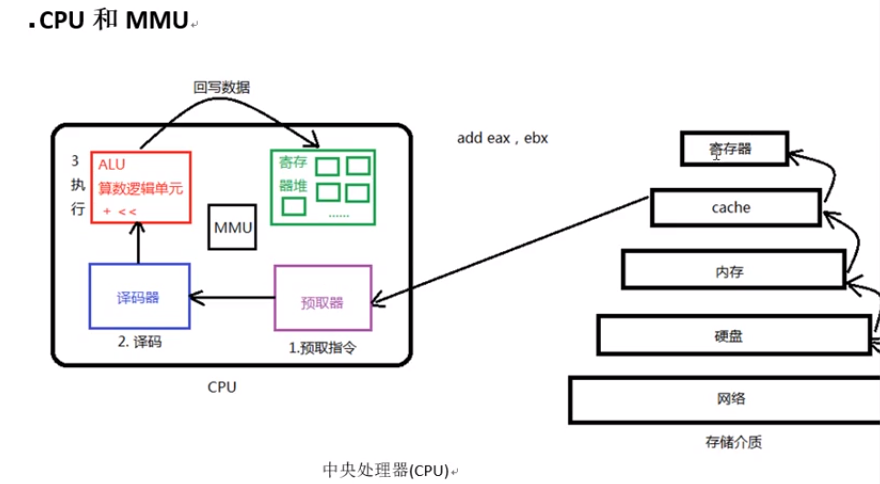 .CPU 和 MMU
回写数据
3
执
行
ALU
算数逻辑单元
+ <<
寄存
器堆
......
MMU
译码器
预取器
2. 译码
1.预取指令
CPU
add eax , ebx
寄存器
cache
内存
硬盘
网络
存储介质
中央处理器(CPU)